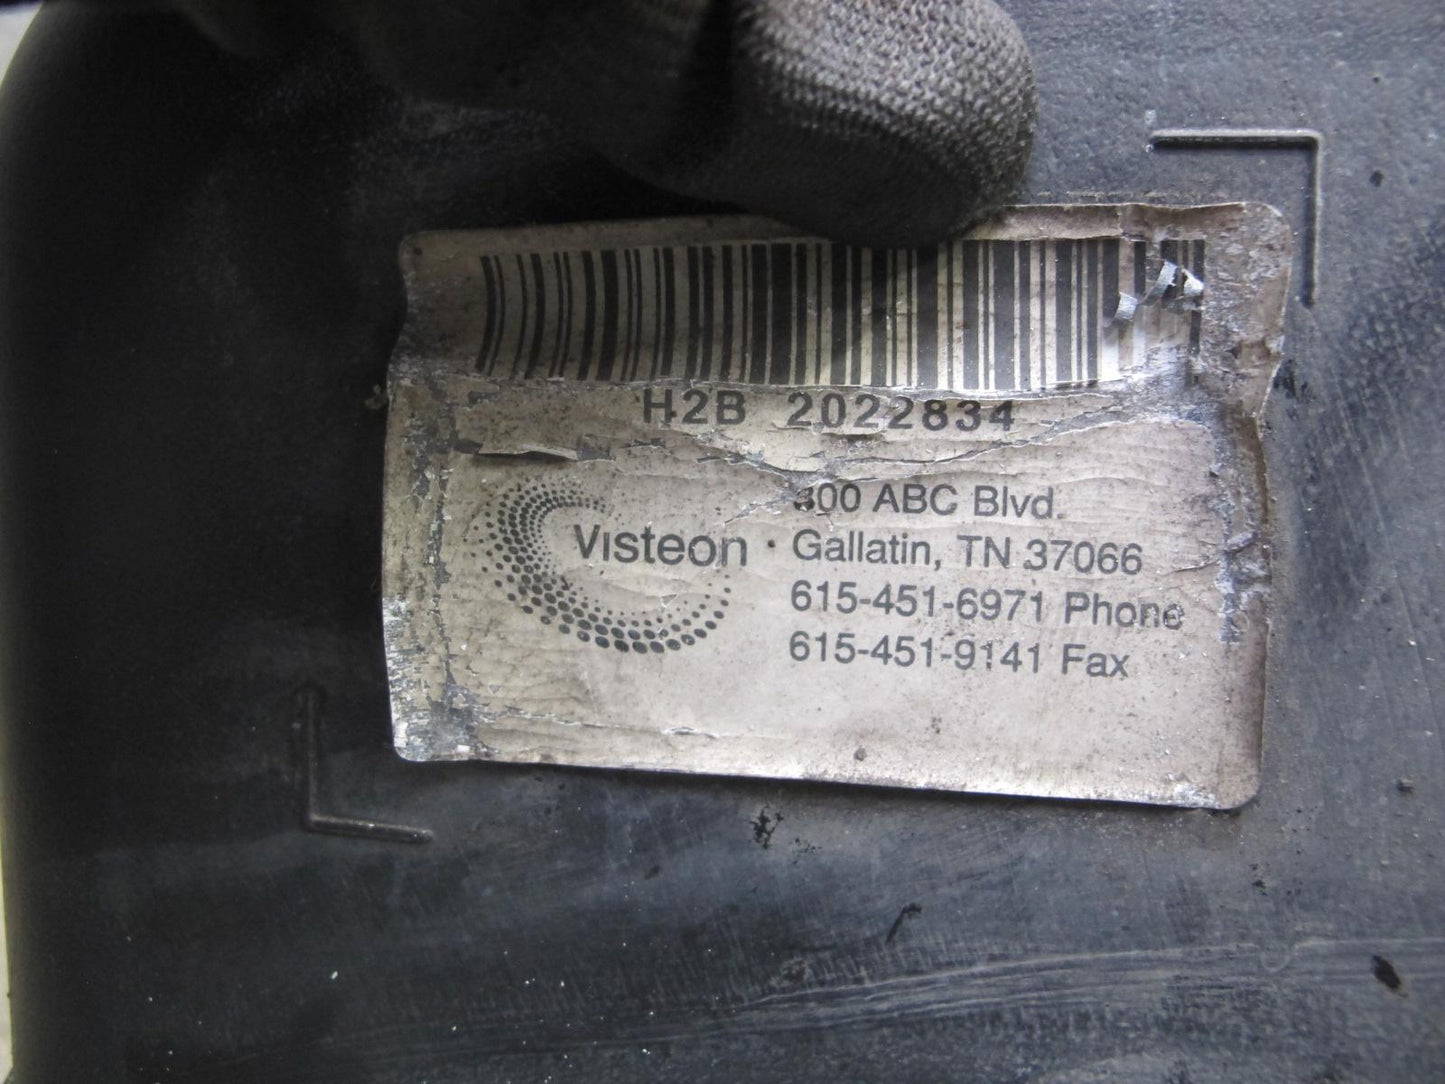 H2B 2022834
Visteon
300 ABC Blvd.
Gallatin, TN 37066
615-451-6971 Phone
615-451-9141 Fax